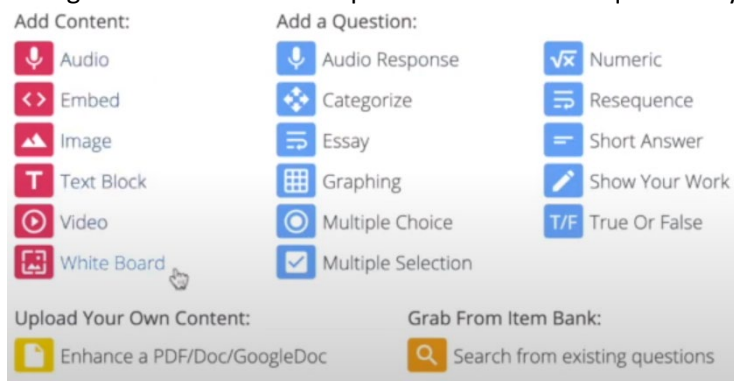 Add Content:
Audio
Embed
Image
Text Block
Video
White Board
Add a Question:
Audio Response
Categorize
Essay
Graphing
Multiple Choice
Multiple Selection
√x Numeric
Resequence
Short Answer
Show Your Work
T/F True Or False
Upload Your Own Content:
Enhance a PDF/Doc/GoogleDoc
Grab From Item Bank:
Search from existing questions